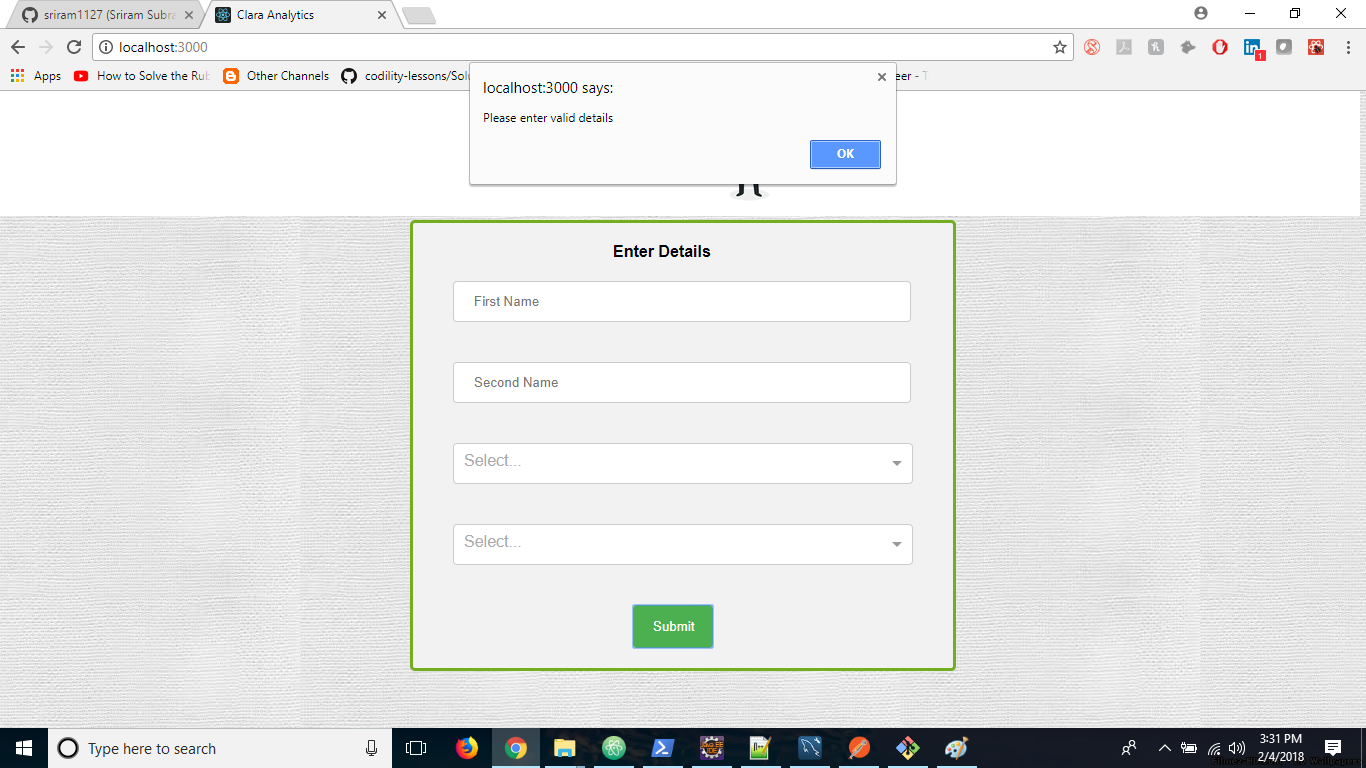 sriram1127 (Sriram Subra
Clara Analytics
localhost:3000
1
Apps
How to Solve the Rub
Other Channels
codility-lessons/Solu
eer - T
localhost:3000 says:
Please enter valid details
OK
Enter Details
First Name
Second Name
Select...
Select...
Submit
Type here to search
3:31 PM
2/4/2018